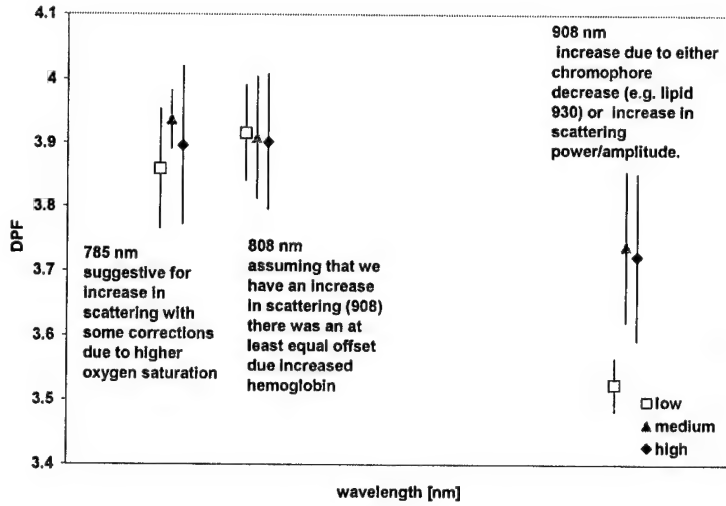 4.1
4
3.9
3.8
3.7
3.6
3.5
3.4
DPF
785 nm
suggestive for
increase in
scattering with
some corrections
due to higher
oxygen saturation
808 nm
assuming that we
have an increase
in scattering (908)
there was an at
least equal offset
due increased
hemoglobin
908 nm
increase due to either
chromophore
decrease (e.g. lipid
930) or increase in
scattering
power/amplitude.
low
medium
high
wavelength [nm]